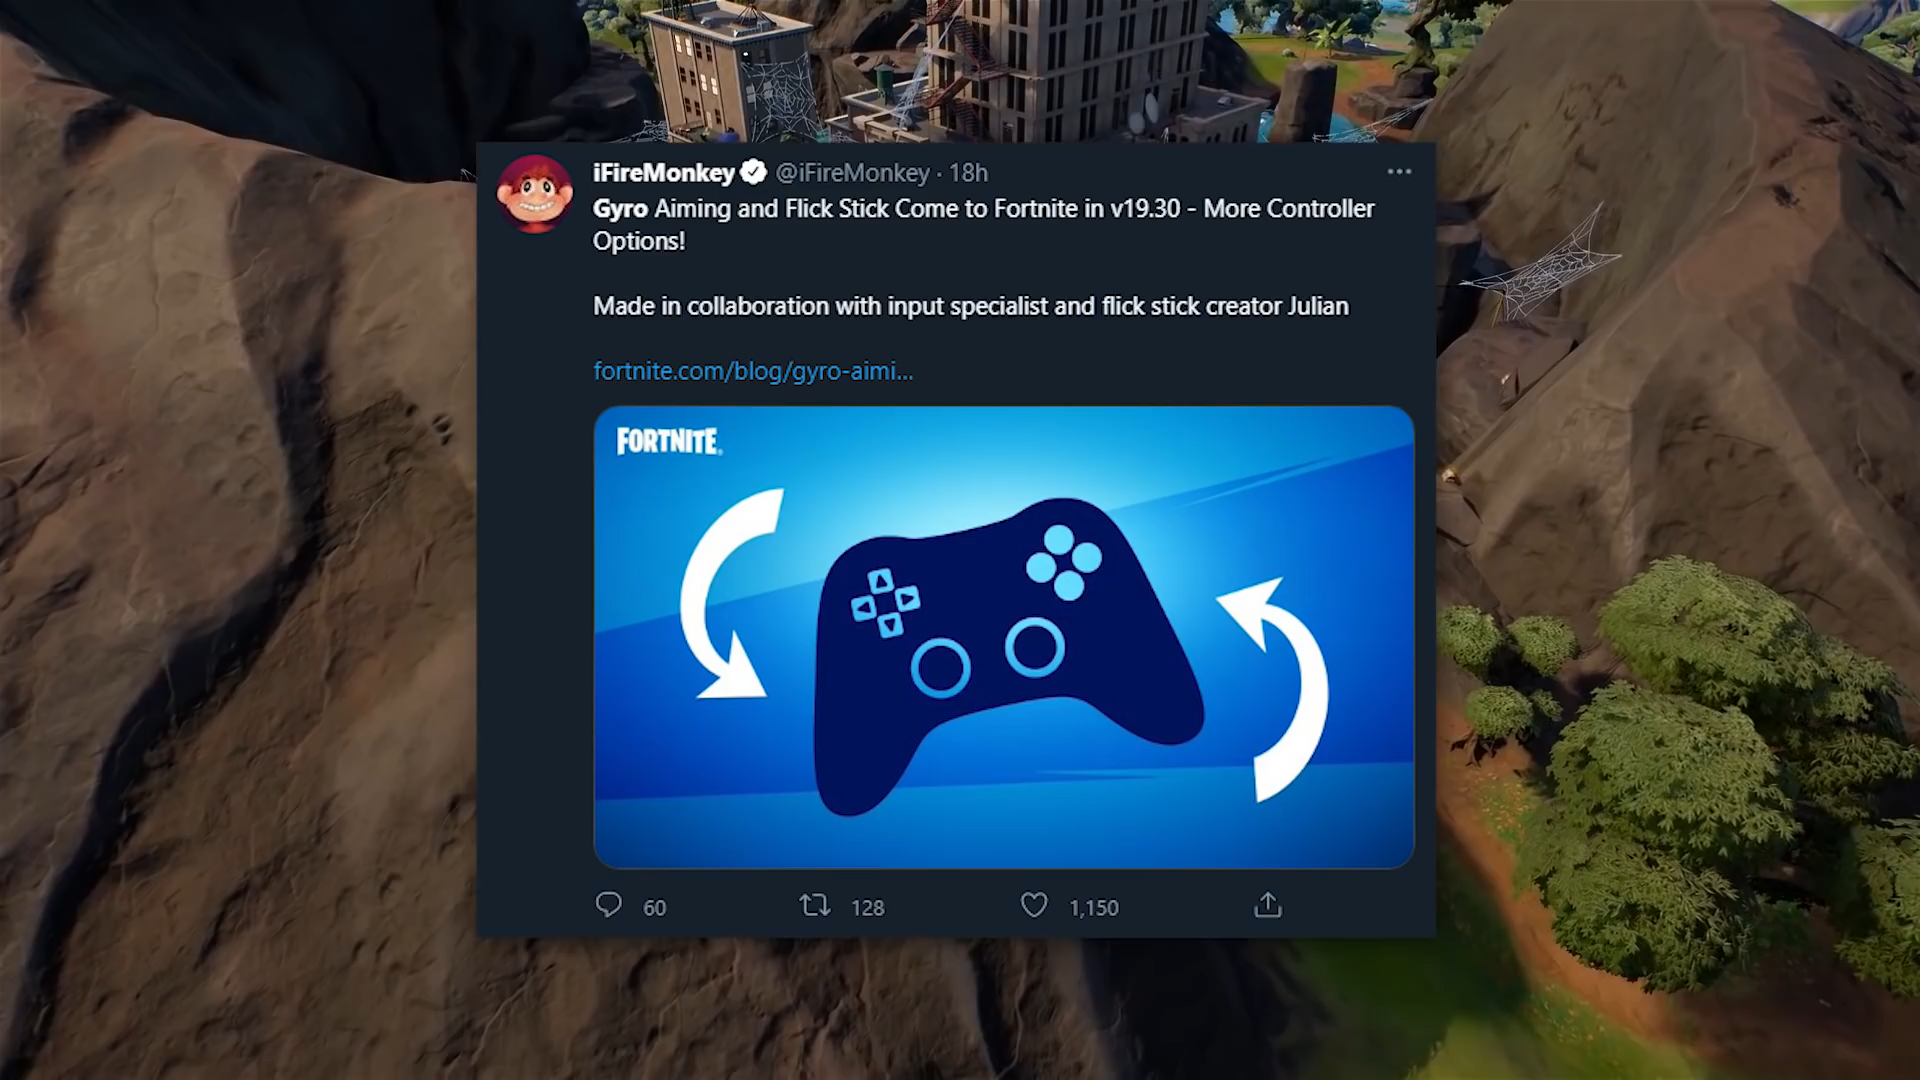 iFireMonkey @iFireMonkey · 18h
Gyro Aiming and Flick Stick Come to Fortnite in v19.30 - More Controller
Options!
Made in collaboration with input specialist and flick stick creator Julian
fortnite.com/blog/gyro-aimi...
FORTNITE
60 128 1,150